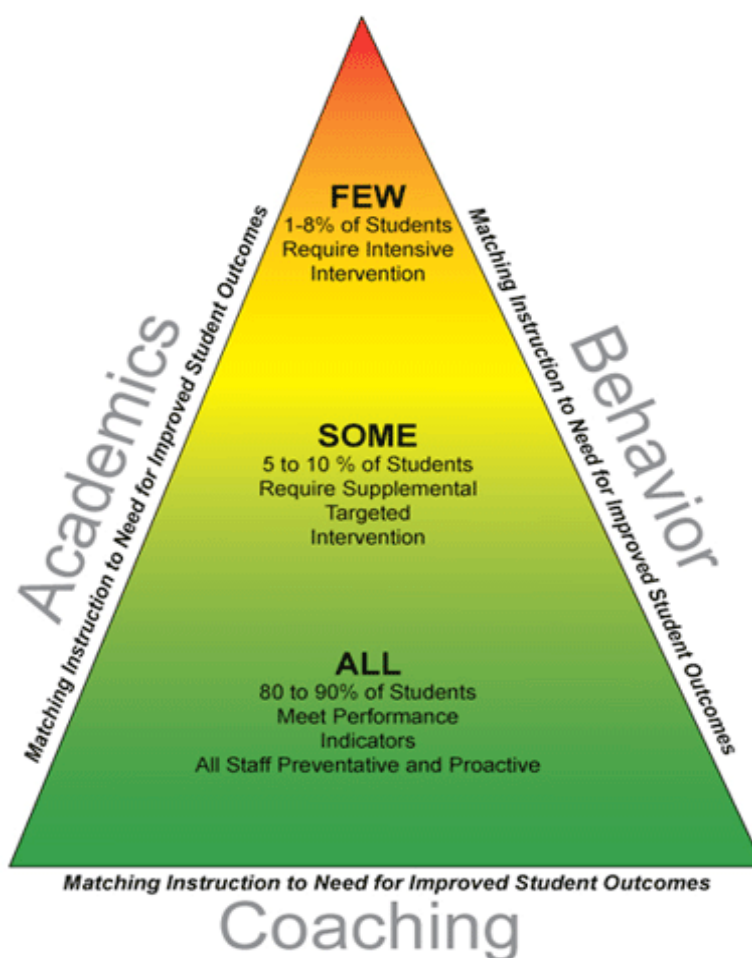 FEW
1-8% of Students
Require Intensive
Intervention
Academics
Matching Instruction to Need for Improved Student Outcomes
Behavior
Matching Instruction to Need for Improved Student Outcomes
SOME
5 to 10 % of Students
Require Supplemental
Targeted
Intervention
ALL
80 to 90% of Students
Meet Performance
Indicators
All Staff Preventative and Proactive
Matching Instruction to Need for Improved Student Outcomes
Coaching